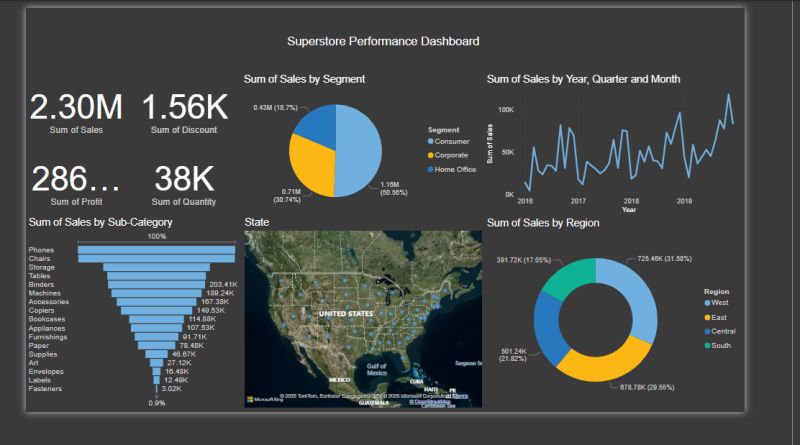 Superstore Performance Dashboard
2.30M
Sum of Sales
1.56K
Sum of Discount
286…
Sum of Profit
38K
Sum of Quantity
Sum of Sales by Segment
0.43M (18.7%)
0.71M
(30.74%)
1.16M
(50.56%)
Segment
Consumer
Corporate
Home Office
Sum of Sales by Year, Quarter and Month
Sum of Sales
100K
50K
0K
2016 2017 2018 2019
Year
Sum of Sales by Sub-Category
100%
Phones
Chairs
Storage
Tables
Binders 203.41K
Machines 189.24K
Accessories 167.38K
Copiers 149.53K
Bookcases 114.88K
Appliances 107.53K
Furnishings 91.71K
Paper 78.48K
Supplies 46.67K
Art 27.12K
Envelopes 16.48K
Labels 12.49K
Fasteners 3.02K
0.9%
State
UNITED STATES
MEXICO
Gulf of
Mexico
CUBA
HAITI
PR
(U.S.)
GUATEMALA
Caribbean Sea
Microsoft Bing
© 2025 TomTom, Earthstar Geographics SIO, © 2025 Microsoft Corporation,
© OpenStreetMap
Sum of Sales by Region
391.72K (17.05%)
725.46K (31.58%)
501.24K
(21.82%)
678.78K (29.55%)
Region
West
East
Central
South